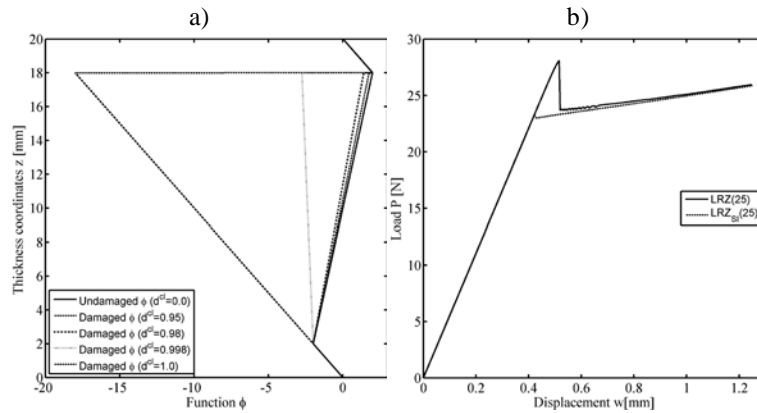 a)
b)
Thickness coordinates z [mm]
20
18
16
14
12
10
8
6
4
2
0
-20
-15
-10
-5
0
Function ϕ
Undamaged ϕ (d^cl=0.0)
Damaged ϕ (d^cl=0.95)
Damaged ϕ (d^cl=0.98)
Damaged ϕ (d^cl=0.998)
Damaged ϕ (d^cl=1.0)
Load P [N]
30
25
20
15
10
5
0
0
0.2
0.4
0.6
0.8
1
1.2
Displacement w[mm]
LRZ(25)
LRZ_SI(25)